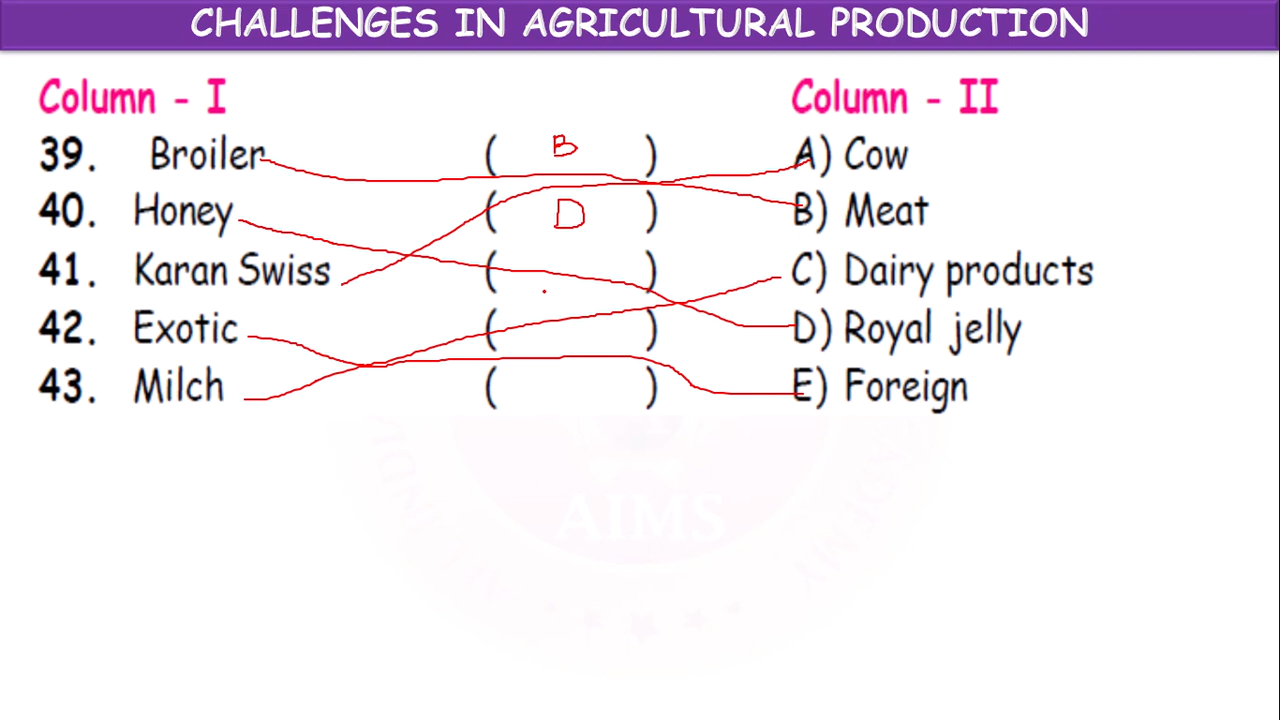 CHALLENGES IN AGRICULTURAL PRODUCTION
Column - I Column - II
39. Broiler ( B ) A) Cow
40. Honey ( D ) B) Meat
41. Karan Swiss ( ) C) Dairy products
42. Exotic ( ) D) Royal jelly
43. Milch ( ) E) Foreign
AIMS